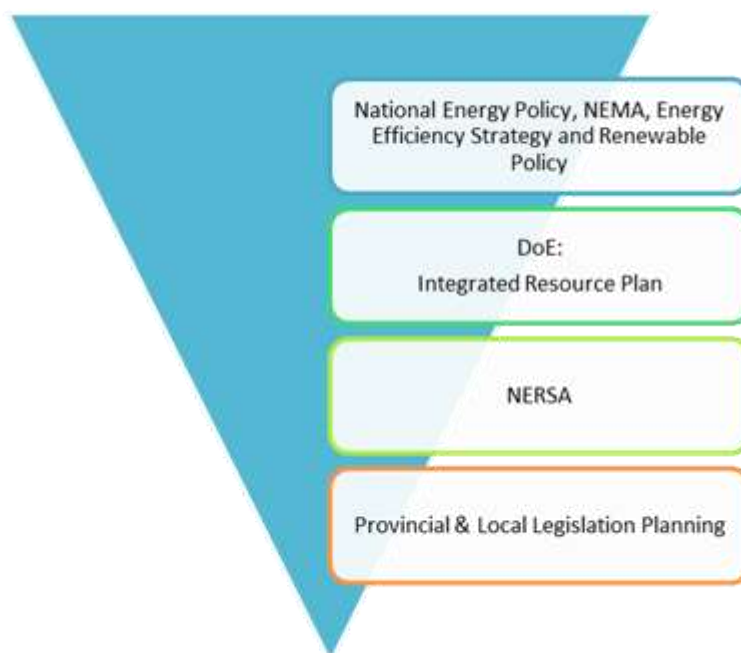 National Energy Policy, NEMA, Energy
Efficiency Strategy and Renewable
Policy
DoE:
Integrated Resource Plan
NERSA
Provincial & Local Legislation Planning